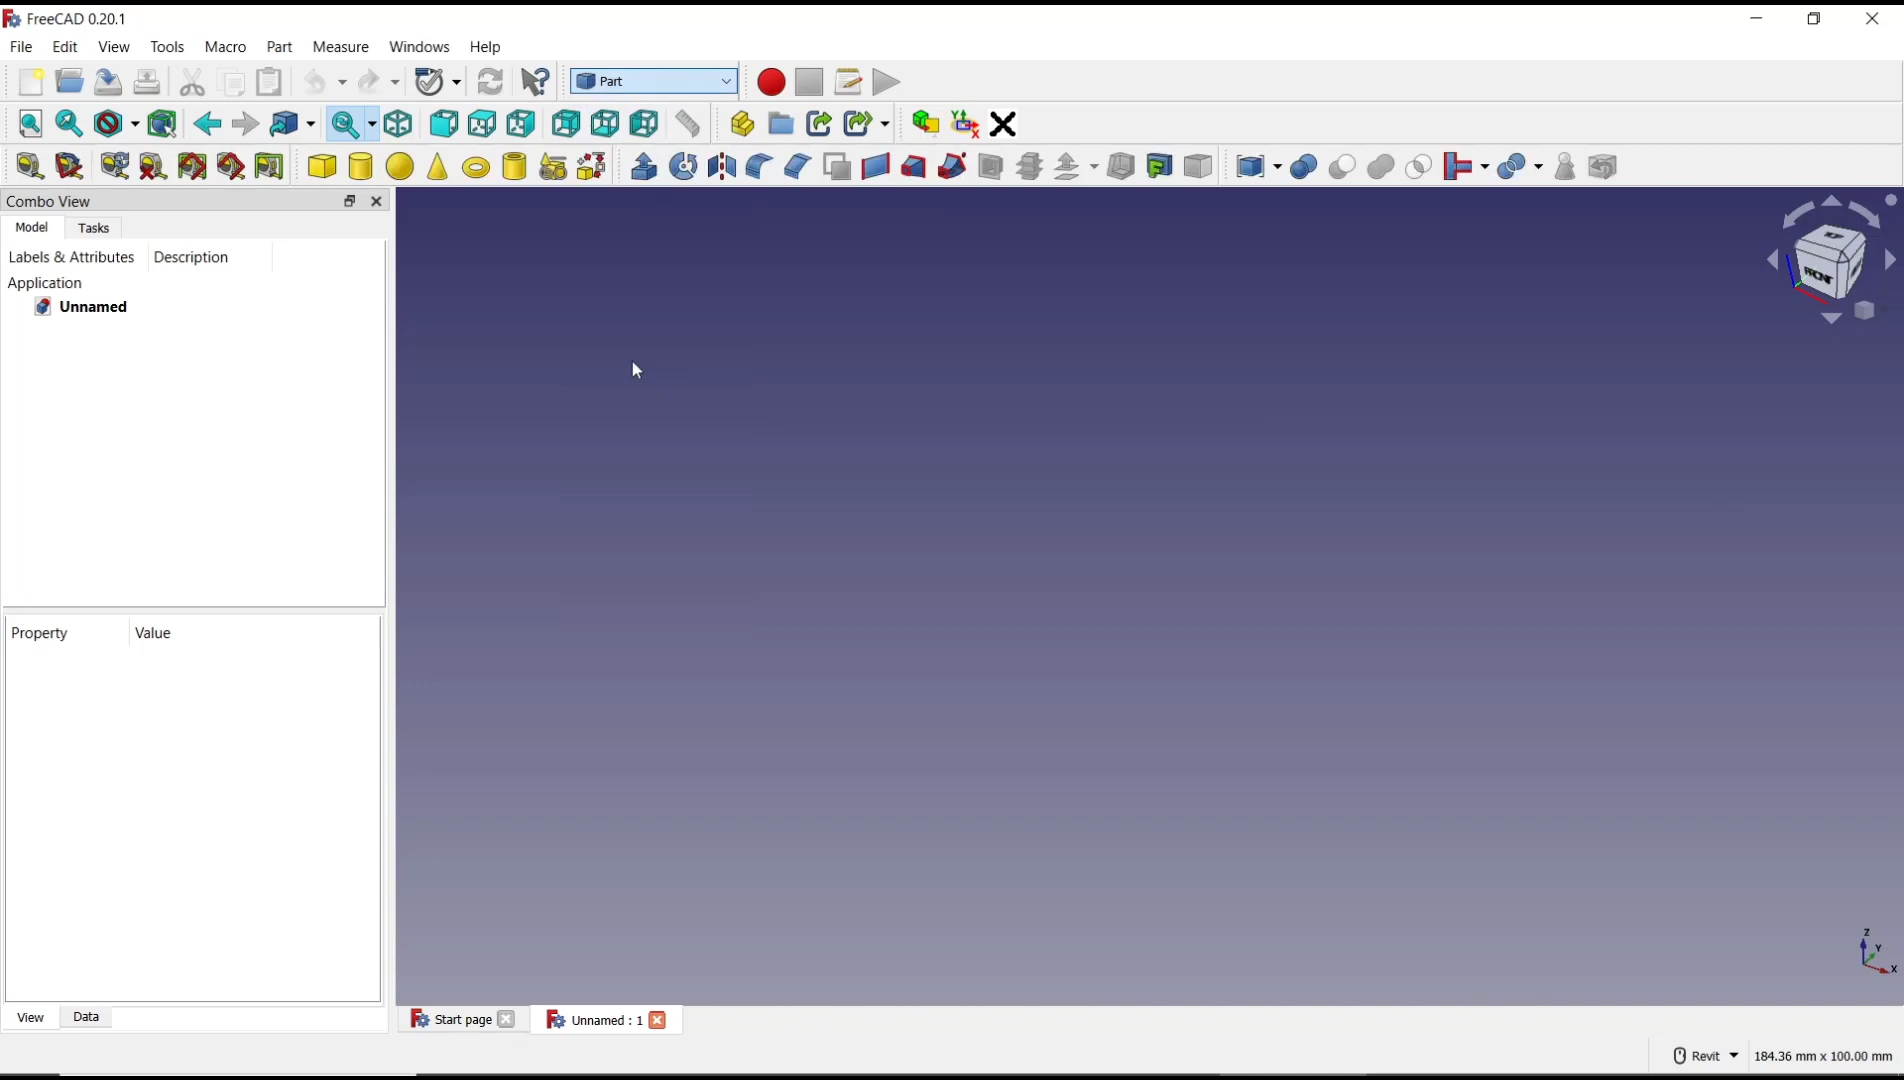 FreeCAD 0.20.1
File Edit View Tools Macro Part Measure Windows Help
Part
Combo View
Model Tasks
Labels & Attributes Description
Application
Unnamed
FRONT
Property Value
Z
Y
X
View Data
Start page Unnamed : 1
Revit 184.36 mm x 100.00 mm